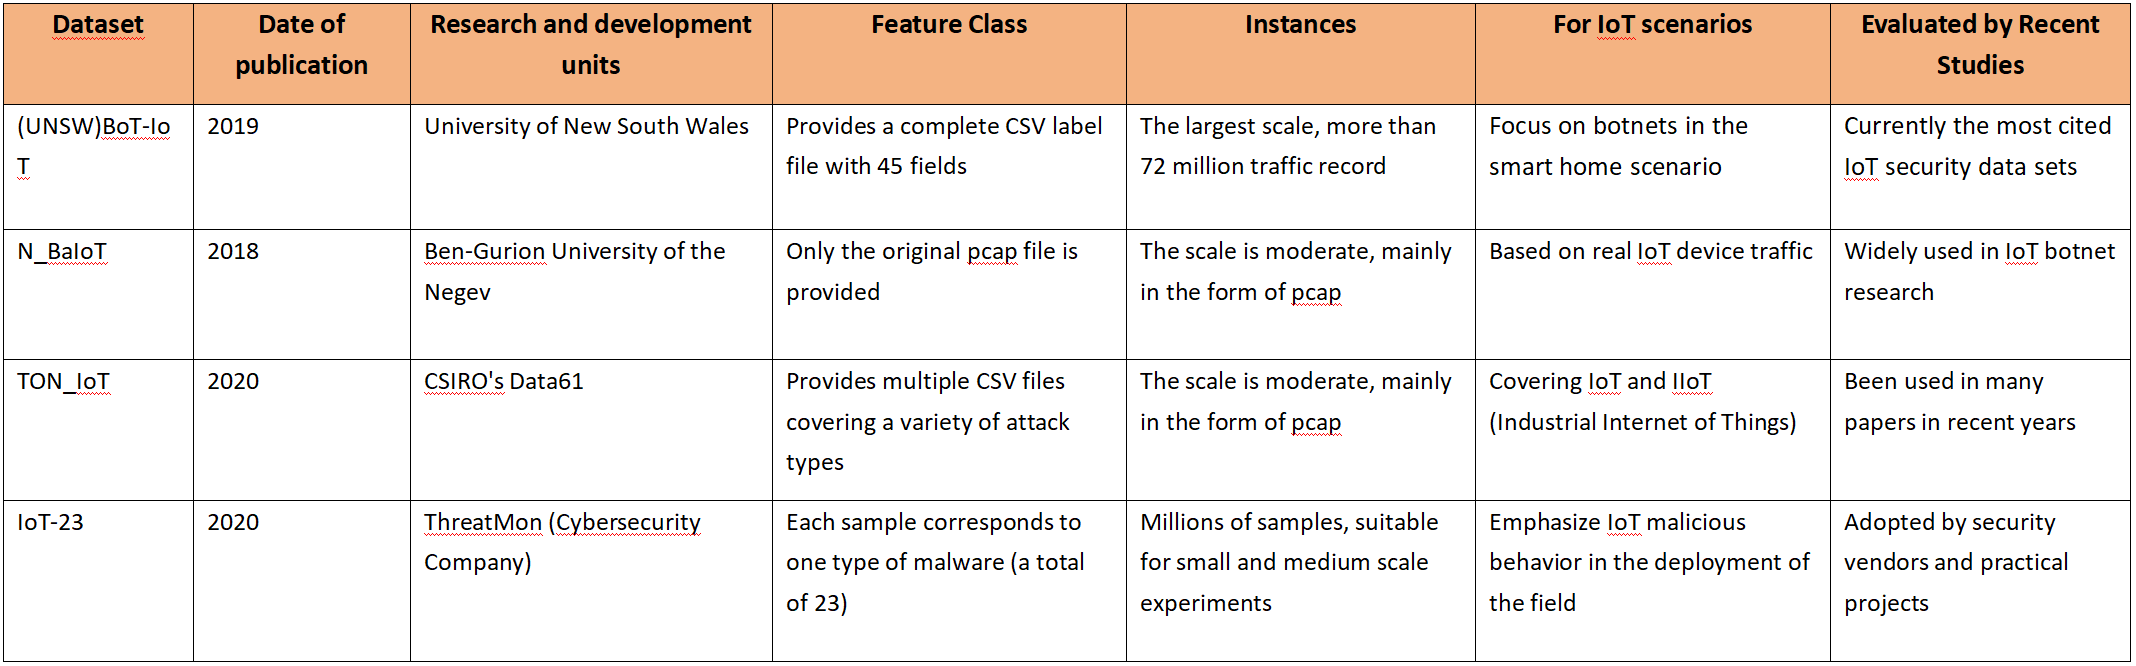 Dataset
Date of
publication
Research and development
units
Feature Class
Instances
For IoT scenarios
Evaluated by Recent
Studies
(UNSW)BoT-Io
T
2019
University of New South Wales
Provides a complete CSV label
file with 45 fields
The largest scale, more than
72 million traffic record
Focus on botnets in the
smart home scenario
Currently the most cited
IoT security data sets
N_BaIoT
2018
Ben-Gurion University of the
Negev
Only the original pcap file is
provided
The scale is moderate, mainly
in the form of pcap
Based on real IoT device traffic
Widely used in IoT botnet
research
TON_IoT
2020
CSIRO's Data61
Provides multiple CSV files
covering a variety of attack
types
The scale is moderate, mainly
in the form of pcap
Covering IoT and IIoT
(Industrial Internet of Things)
Been used in many
papers in recent years
IoT-23
2020
ThreatMon (Cybersecurity
Company)
Each sample corresponds to
one type of malware (a total
of 23)
Millions of samples, suitable
for small and medium scale
experiments
Emphasize IoT malicious
behavior in the deployment of
the field
Adopted by security
vendors and practical
projects